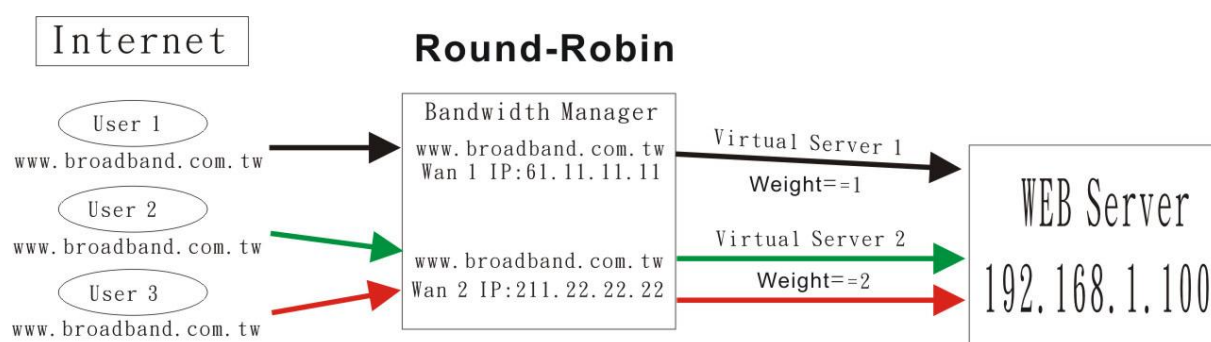 Internet
Round-Robin
User 1
www.broadband.com.tw
User 2
www.broadband.com.tw
User 3
www.broadband.com.tw
Bandwidth Manager
www.broadband.com.tw
Wan 1 IP:61.11.11.11
www.broadband.com.tw
Wan 2 IP:211.22.22.22
Virtual Server 1
Weight==1
Virtual Server 2
Weight==2
WEB Server
192.168.1.100